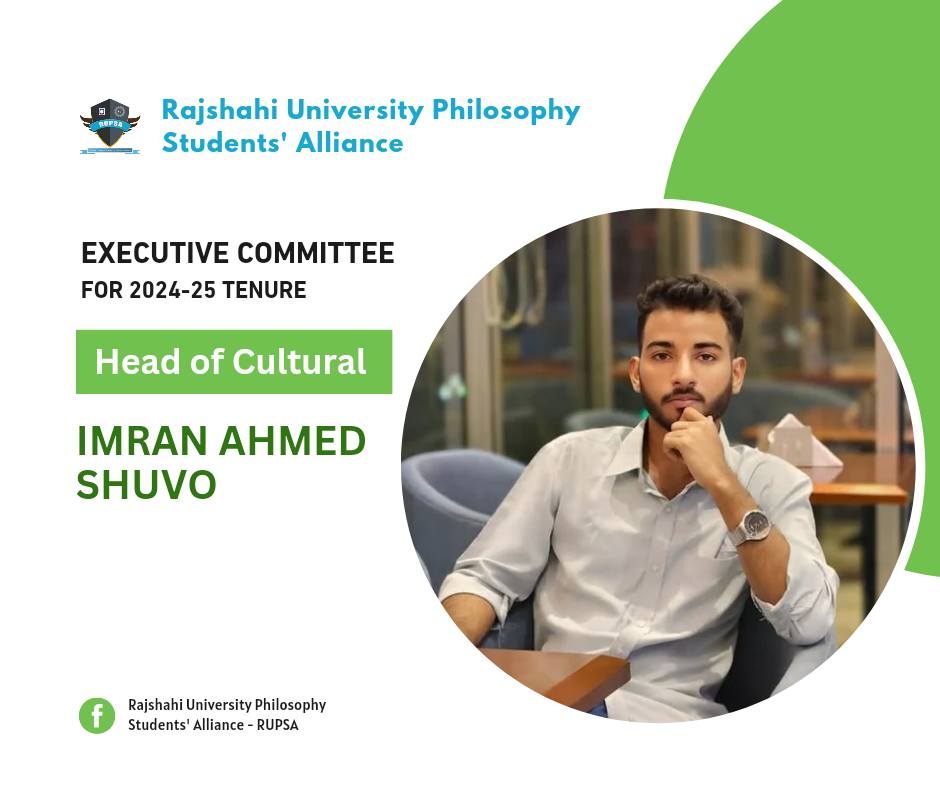 RUPSA
Rajshahi University Philosophy
Students' Alliance
EXECUTIVE COMMITTEE
FOR 2024-25 TENURE
Head of Cultural
IMRAN AHMED
SHUVO
Rajshahi University Philosophy
Students' Alliance - RUPSA